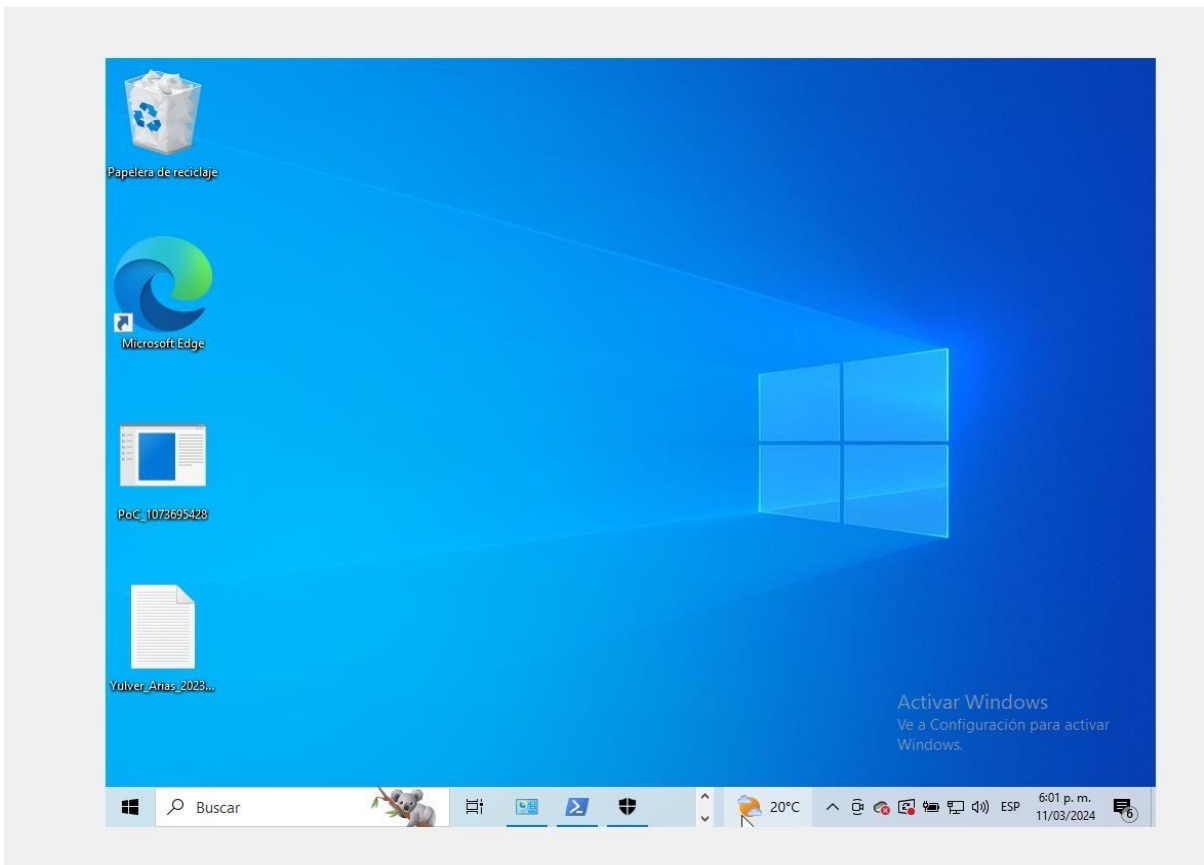 Papelera de reciclaje
Microsoft Edge
PoC_1073695428
Yulver_Arias_2023...
Activar Windows
Ve a Configuración para activar
Windows.
Buscar
20°C
ESP
6:01 p. m.
11/03/2024
6